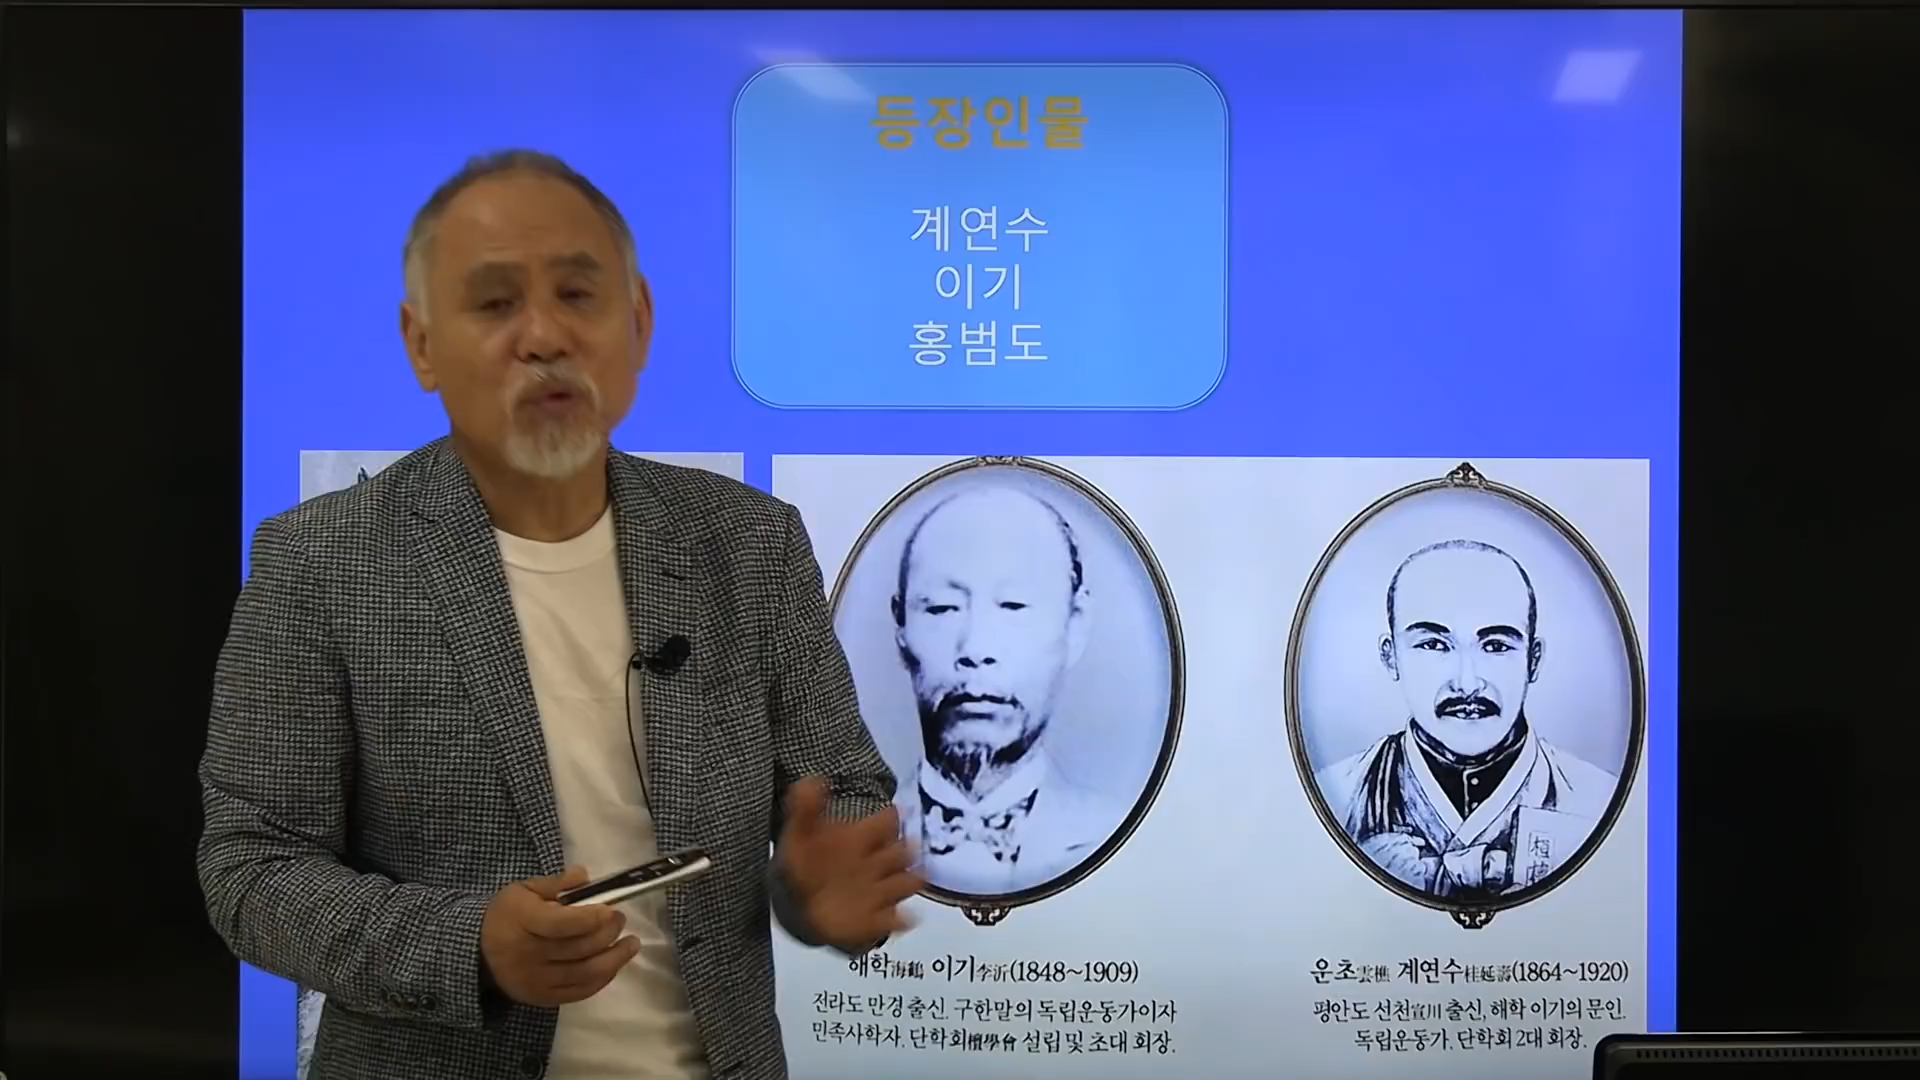 등장인물
계연수
이기
홍범도
해학海鶴 이기李沂(1848~1909)
전라도 만경 출신. 구한말의 독립운동가이자
민족사학자. 단학회檀學會 설립 및 초대 회장.
운초雲樵 계연수桂延壽(1864~1920)
평안도 선천宣川 출신, 해학 이기의 문인.
독립운동가. 단학회 2대 회장.